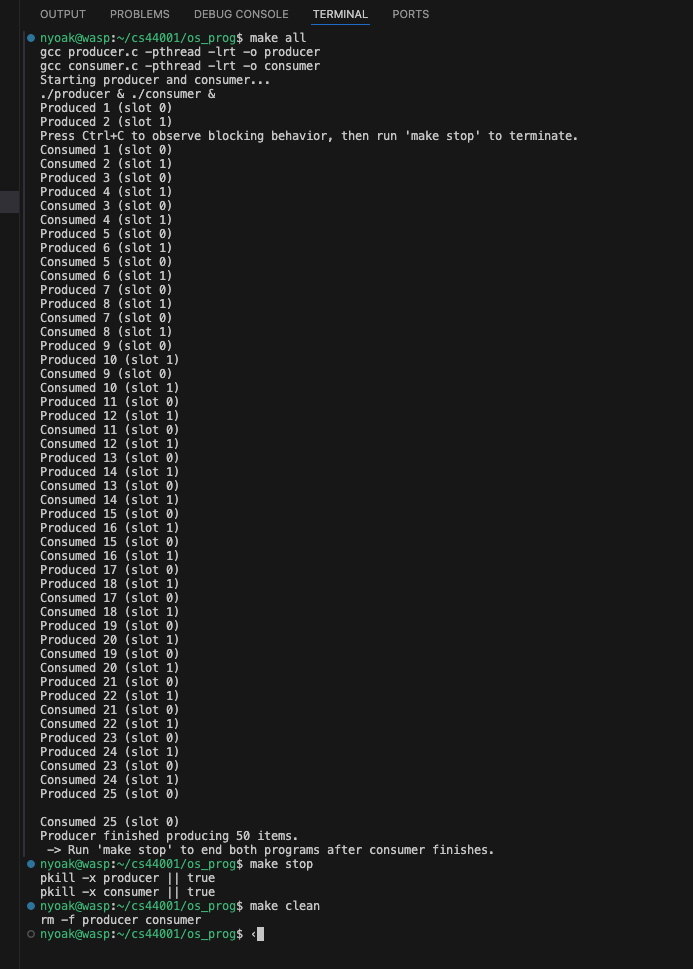 OUTPUT PROBLEMS DEBUG CONSOLE TERMINAL PORTS
nyoak@wasp:~/cs44001/os_prog$ make all
gcc producer.c -pthread -lrt -o producer
gcc consumer.c -pthread -lrt -o consumer
Starting producer and consumer...
./producer & ./consumer &
Produced 1 (slot 0)
Produced 2 (slot 1)
Press Ctrl+C to observe blocking behavior, then run 'make stop' to terminate.
Consumed 1 (slot 0)
Consumed 2 (slot 1)
Produced 3 (slot 0)
Produced 4 (slot 1)
Consumed 3 (slot 0)
Consumed 4 (slot 1)
Produced 5 (slot 0)
Produced 6 (slot 1)
Consumed 5 (slot 0)
Consumed 6 (slot 1)
Produced 7 (slot 0)
Produced 8 (slot 1)
Consumed 7 (slot 0)
Consumed 8 (slot 1)
Produced 9 (slot 0)
Produced 10 (slot 1)
Consumed 9 (slot 0)
Consumed 10 (slot 1)
Produced 11 (slot 0)
Produced 12 (slot 1)
Consumed 11 (slot 0)
Consumed 12 (slot 1)
Produced 13 (slot 0)
Produced 14 (slot 1)
Consumed 13 (slot 0)
Consumed 14 (slot 1)
Produced 15 (slot 0)
Produced 16 (slot 1)
Consumed 15 (slot 0)
Consumed 16 (slot 1)
Produced 17 (slot 0)
Produced 18 (slot 1)
Consumed 17 (slot 0)
Consumed 18 (slot 1)
Produced 19 (slot 0)
Produced 20 (slot 1)
Consumed 19 (slot 0)
Consumed 20 (slot 1)
Produced 21 (slot 0)
Produced 22 (slot 1)
Consumed 21 (slot 0)
Consumed 22 (slot 1)
Produced 23 (slot 0)
Produced 24 (slot 1)
Consumed 23 (slot 0)
Consumed 24 (slot 1)
Produced 25 (slot 0)
Consumed 25 (slot 0)
Producer finished producing 50 items.
-> Run 'make stop' to end both programs after consumer finishes.
nyoak@wasp:~/cs44001/os_prog$ make stop
pkill -x producer || true
pkill -x consumer || true
nyoak@wasp:~/cs44001/os_prog$ make clean
rm -f producer consumer
nyoak@wasp:~/cs44001/os_prog$